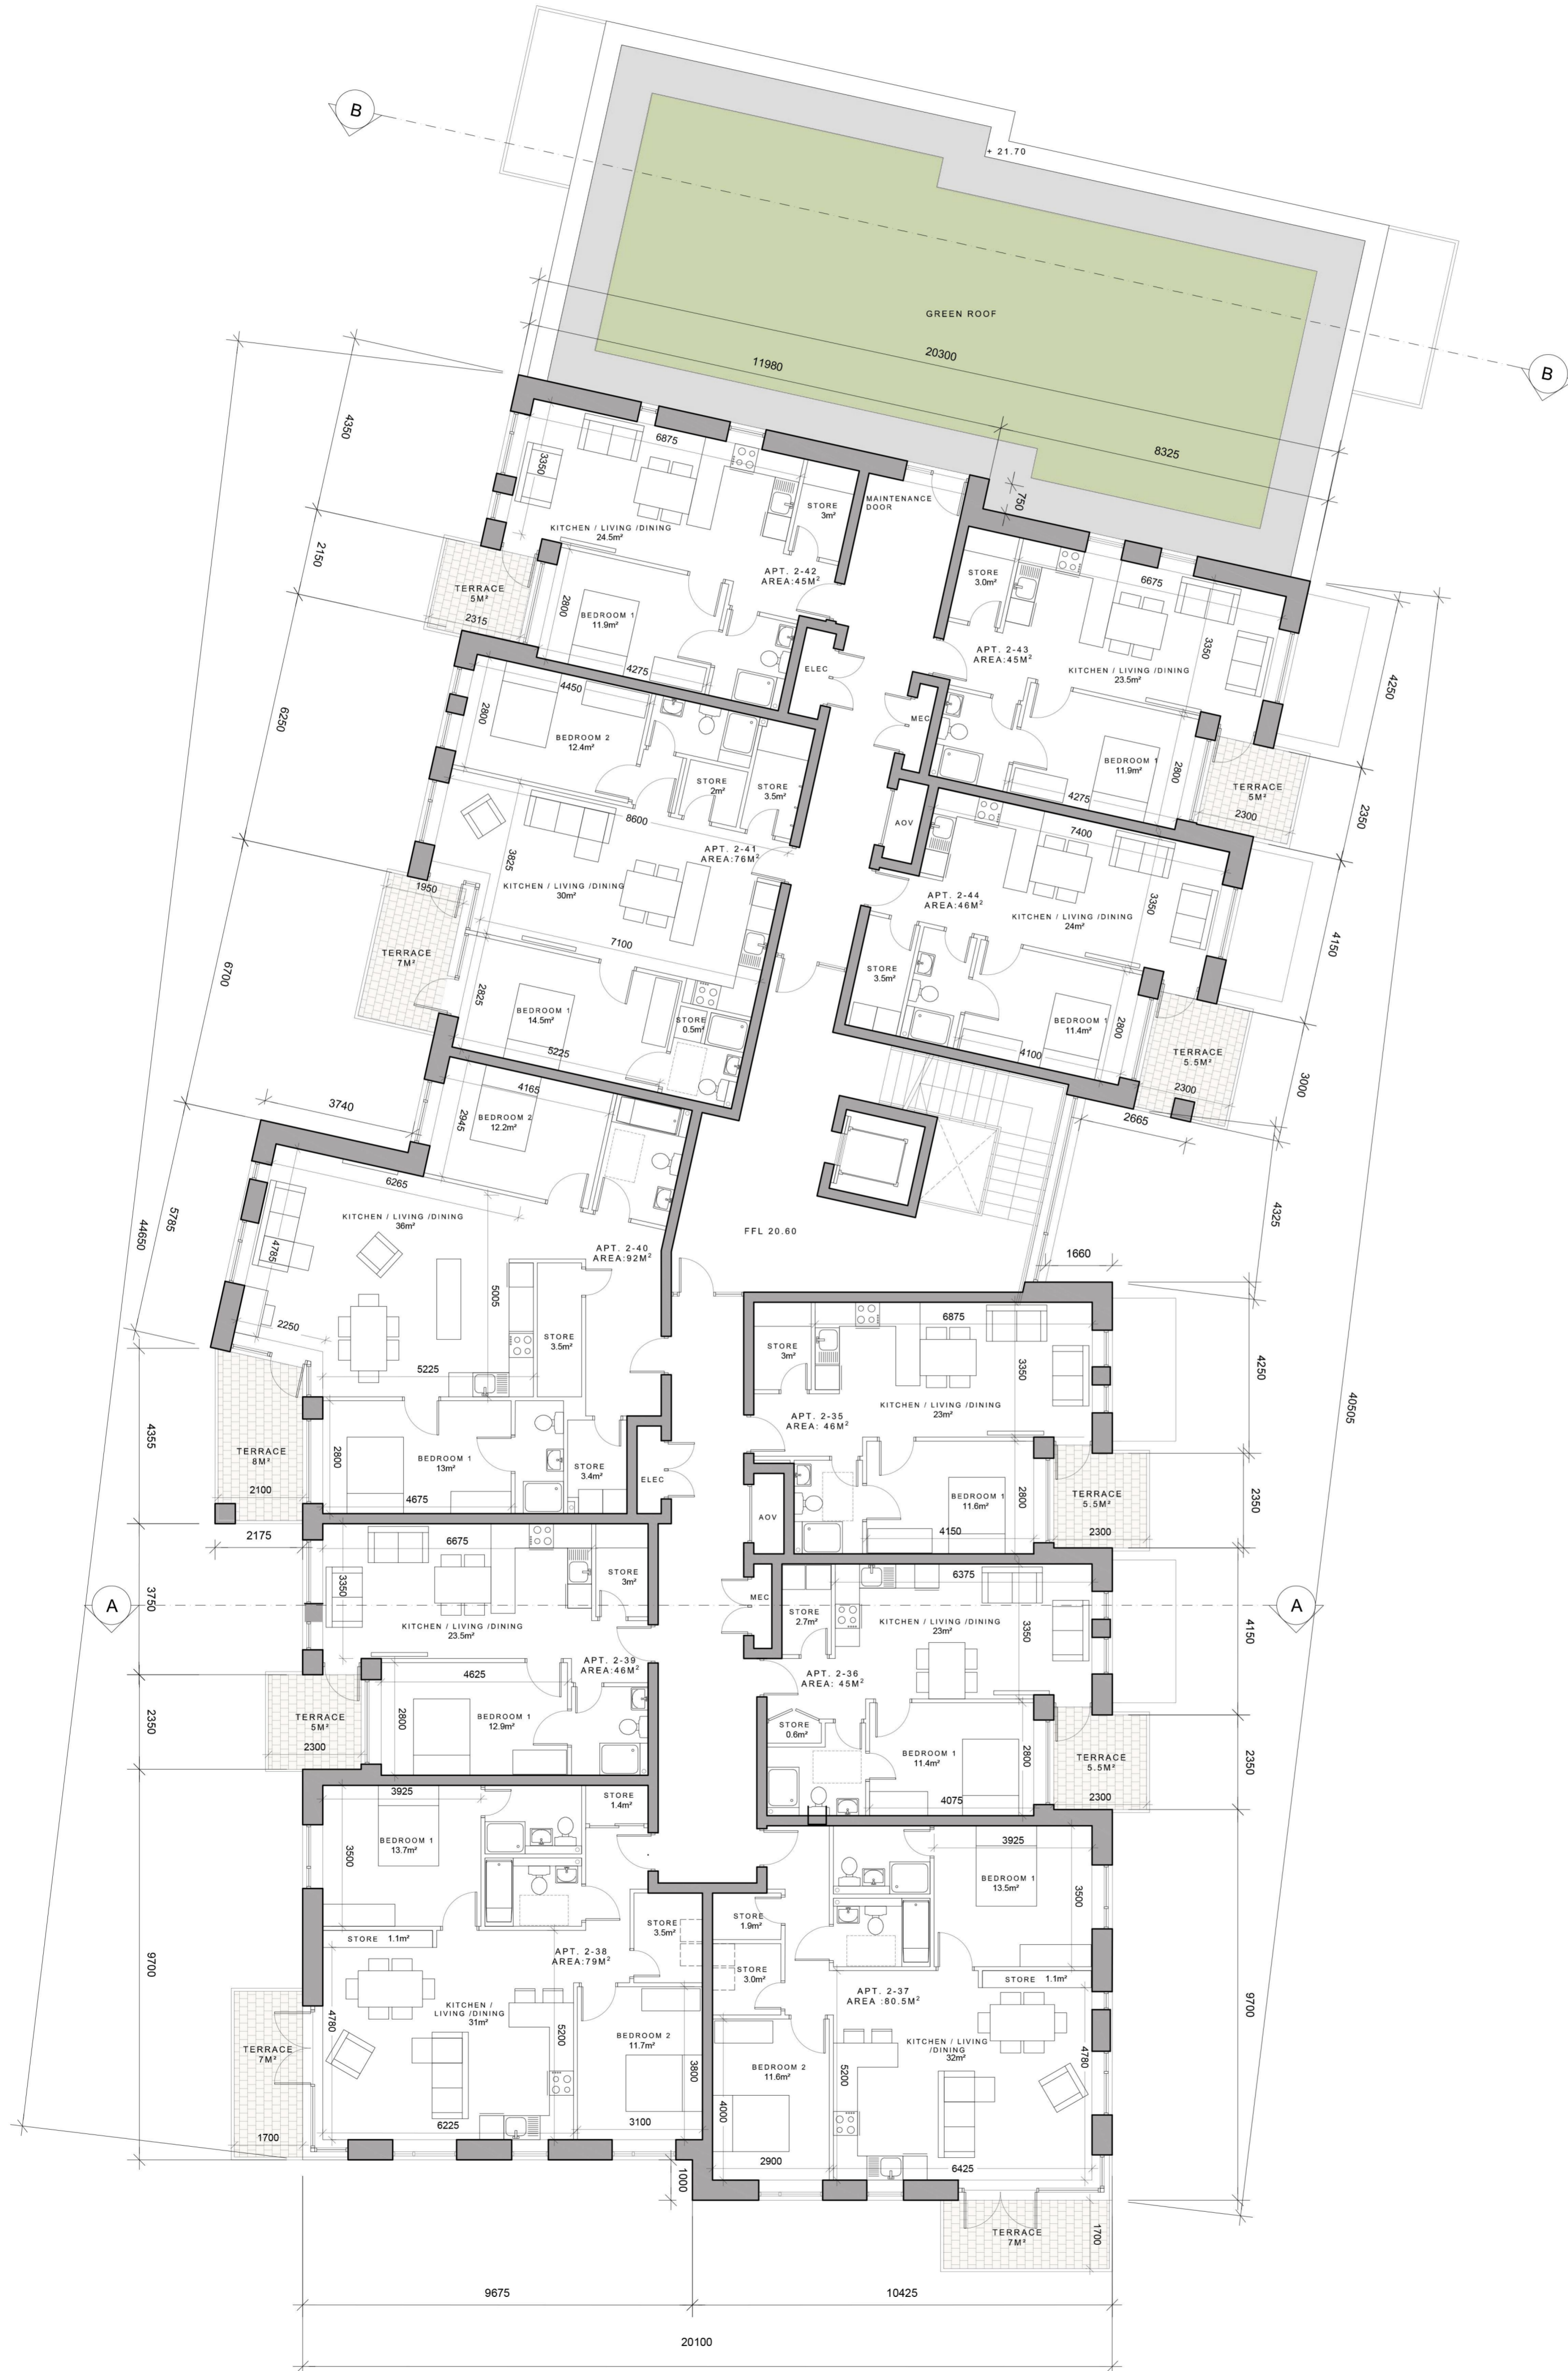 B
+ 21.70
GREEN ROOF
20300
11980
8325
B
750
4350
2150
6250
6700
5785
44650
6875
3350
KITCHEN / LIVING /DINING
24.5m²
STORE
3m²
MAINTENANCE
DOOR
APT. 2-42
AREA:45M²
TERRACE
5M²
2315
2800
BEDROOM 1
11.9m²
4275
ELEC
STORE
3.0m²
6675
APT. 2-43
AREA:45M²
3350
KITCHEN / LIVING /DINING
23.5m²
MEC
BEDROOM 1
11.9m²
4275
2800
TERRACE
5M²
2300
4250
2350
4150
3000
4325
40505
4450
2800
BEDROOM 2
12.4m²
STORE
2m²
STORE
3.5m²
8600
APT. 2-41
AREA:76M²
3825
KITCHEN / LIVING /DINING
30m²
1950
TERRACE
7M²
7100
2825
BEDROOM 1
14.5m²
STORE
0.5m²
5225
AOV
7400
APT. 2-44
AREA:46M²
3350
KITCHEN / LIVING /DINING
24m²
STORE
3.5m²
BEDROOM 1
11.4m²
4100
2800
TERRACE
5.5M²
2300
2665
3740
4165
2945
BEDROOM 2
12.2m²
6265
KITCHEN / LIVING /DINING
36m²
4785
APT. 2-40
AREA:92M²
FFL 20.60
5005
2250
STORE
3.5m²
5225
TERRACE
8M²
2100
2175
2800
BEDROOM 1
13m²
4675
STORE
3.4m²
ELEC
4355
3750
2350
9700
1660
6875
STORE
3m²
3350
KITCHEN / LIVING /DINING
23m²
APT. 2-35
AREA: 46M²
BEDROOM 1
11.6m²
4150
2800
TERRACE
5.5M²
2300
AOV
4250
2350
4150
2350
9700
A
6675
3350
STORE
3m²
KITCHEN / LIVING /DINING
23.5m²
APT. 2-39
AREA:46M²
4625
2800
BEDROOM 1
12.9m²
TERRACE
5M²
2300
MEC
6375
STORE
2.7m²
KITCHEN / LIVING /DINING
23m²
3350
A
APT. 2-36
AREA: 45M²
STORE
0.6m²
BEDROOM 1
11.4m²
4075
2800
TERRACE
5.5M²
2300
3925
BEDROOM 1
13.7m²
3500
STORE
1.4m²
STORE 1.1m²
STORE
3.5m²
APT. 2-38
AREA:79M²
KITCHEN /
LIVING /DINING
31m²
4780
5200
BEDROOM 2
11.7m²
3800
TERRACE
7M²
1700
6225
3100
1000
3925
BEDROOM 1
13.5m²
3500
STORE
1.9m²
STORE
3.0m²
STORE 1.1m²
APT. 2-37
AREA :80.5M²
KITCHEN / LIVING
/DINING
32m²
4780
5200
BEDROOM 2
11.6m²
4000
2900
6425
TERRACE
7M²
1700
9675
10425
20100